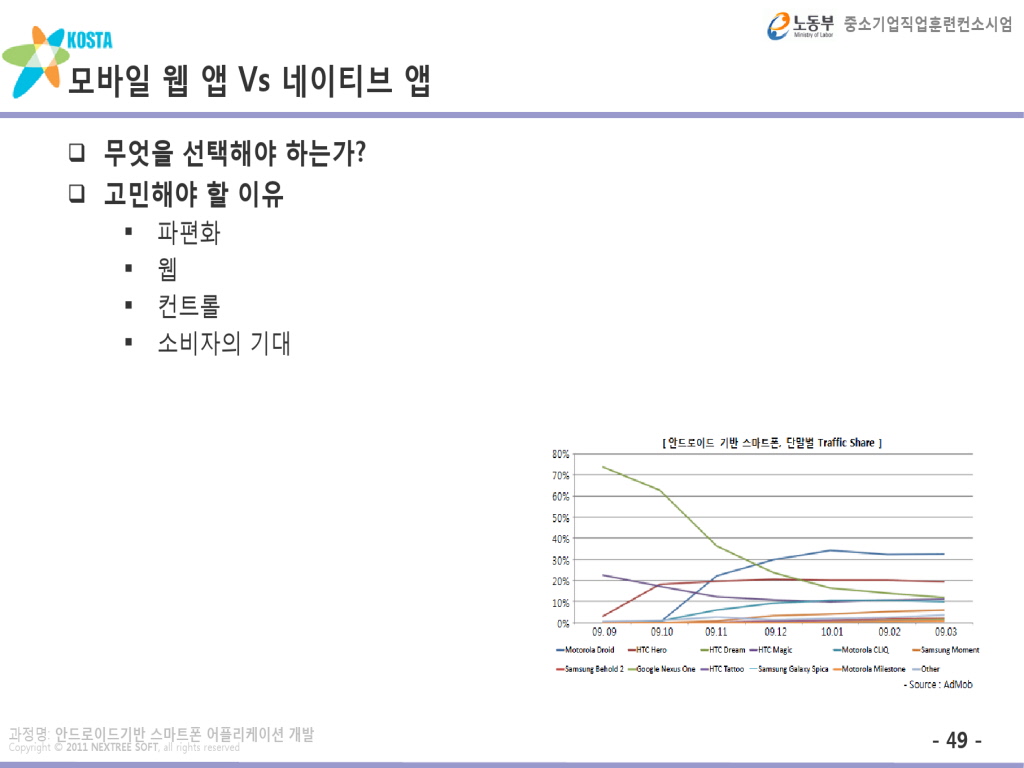 노동부 중소기업직업훈련컨소시엄
Ministry of Labor
KOSTA
모바일 웹 앱 Vs 네이티브 앱
무엇을 선택해야 하는가?
고민해야 할 이유
파편화
웹
컨트롤
소비자의 기대
[ 안드로이드 기반 스마트폰, 단말별 Traffic Share ]
80%
70%
60%
50%
40%
30%
20%
10%
0%
09. 09 09.10 09.11 09.12 10.01 09.02 09.03
Motorola Droid HTC Hero HTC Dream HTC Magic Motorola CLIQ Samsung Moment
Samsung Behold 2 Google Nexus One HTC Tattoo Samsung Galaxy Spica Motorola Milestone Other
- Source : AdMob
과정명: 안드로이드기반 스마트폰 어플리케이션 개발
Copyright © 2011 NEXTREE SOFT, all rights reserved
- 49 -